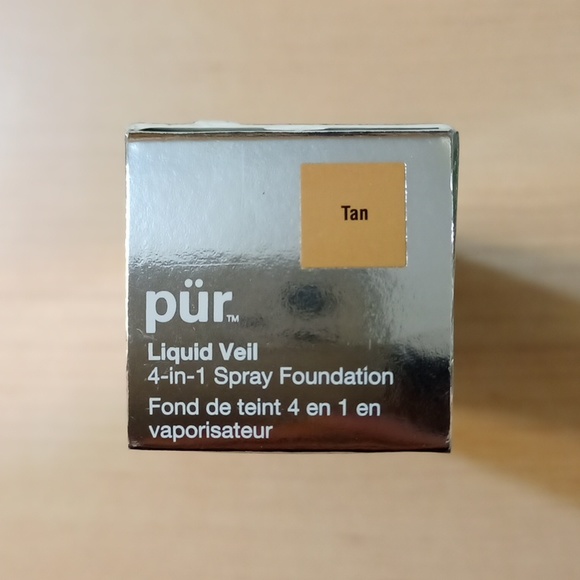 Tan
pür™
Liquid Veil
4-in-1 Spray Foundation
Fond de teint 4 en 1 en
vaporisateur